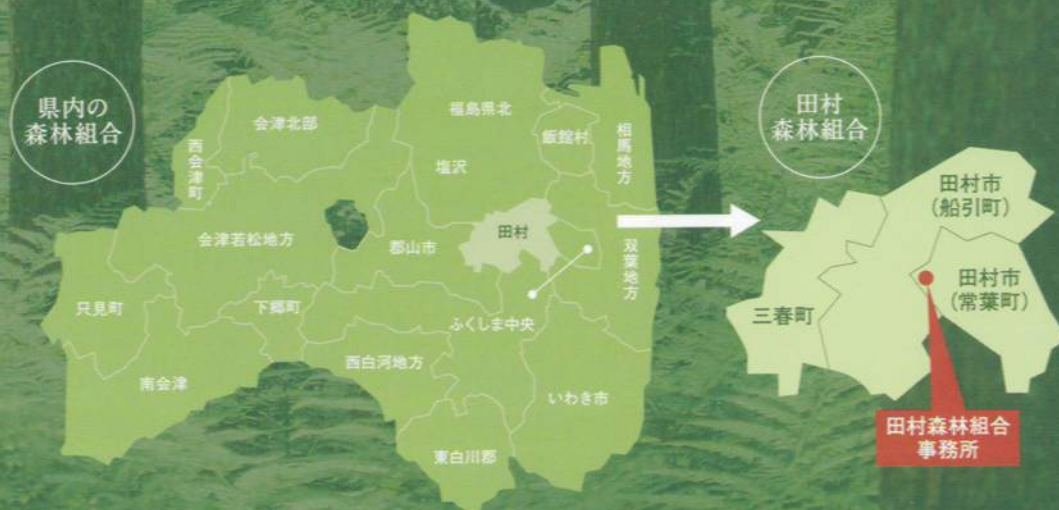 県内の
森林組合
会津北部
西会津町
福島県北
飯舘村
相馬地方
塩沢
会津若松地方
郡山市
田村
双葉地方
只見町
下郷町
ふくしま中央
西白河地方
南会津
いわき市
東白川郡
田村
森林組合
田村市
(船引町)
田村市
(常葉町)
三春町
田村森林組合
事務所